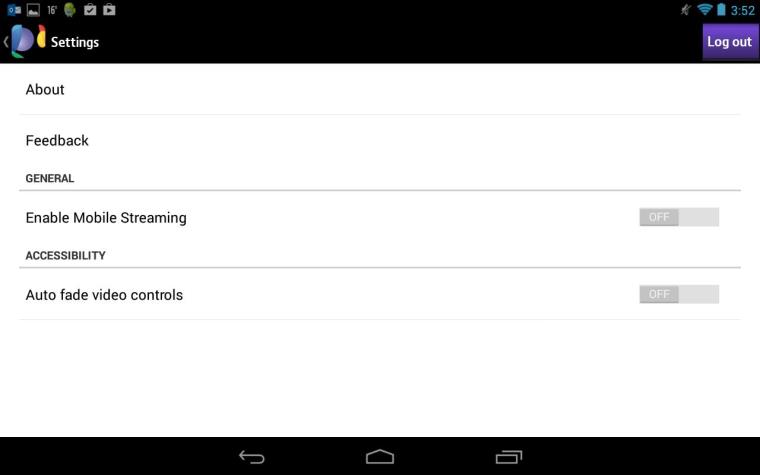 16° 3:52
Settings Log out
About
Feedback
GENERAL
Enable Mobile Streaming OFF
ACCESSIBILITY
Auto fade video controls OFF